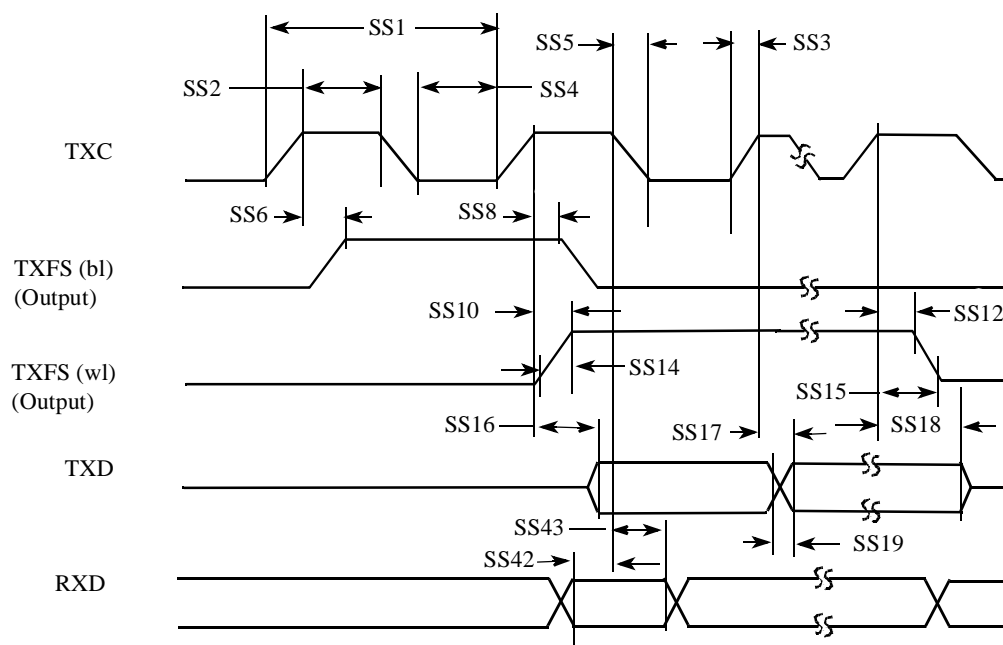 SS1
SS5
SS3
SS2
SS4
TXC
SS6
SS8
TXFS (bl)
(Output)
SS10
SS12
TXFS (wl)
(Output)
SS14
SS15
SS16
SS17
SS18
TXD
SS43
SS19
SS42
RXD